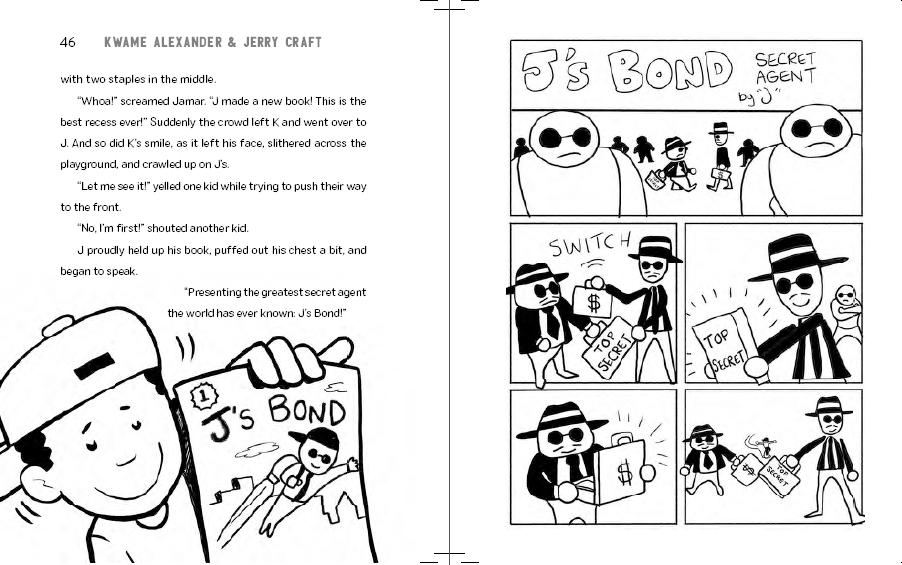 46 KWAME ALEXANDER & JERRY CRAFT
with two staples in the middle.
“Whoa!” screamed Jamar. “J made a new book! This is the
best recess ever!” Suddenly the crowd left K and went over to
J. And so did K’s smile, as it left his face, slithered across the
playground, and crawled up on J’s.
“Let me see it!” yelled one kid while trying to push their way
to the front.
“No, I’m first!” shouted another kid.
J proudly held up his book, puffed out his chest a bit, and
began to speak.
“Presenting the greatest secret agent
the world has ever known: J’s Bond!”
1
J'S BOND
J's BOND
SECRET
AGENT
by "J"
$
SWITCH
$
TOP
SECRET
TOP
SECRET
$
$
TOP
SECRET